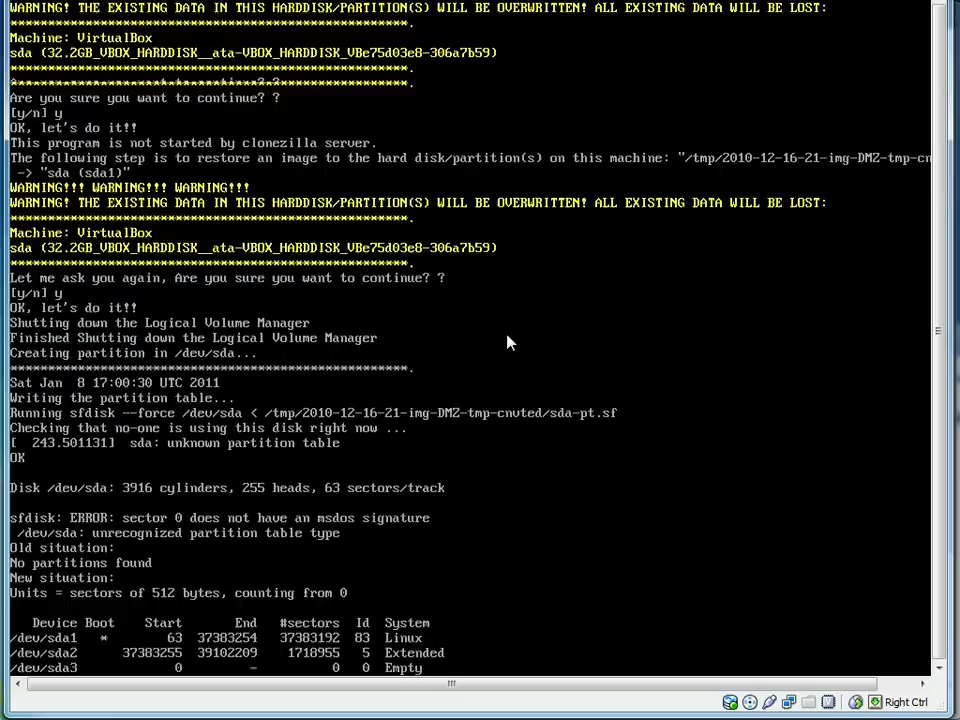 WARNING! THE EXISTING DATA IN THIS HARDDISK/PARTITION(S) WILL BE OVERWRITTEN! ALL EXISTING DATA WILL BE LOST:
*****************************************************.
Machine: VirtualBox
sda (32.2GB_VBOX_HARDDISK__ata-VBOX_HARDDISK_VBe75d03e8-306a7b59)
*****************************************************.
*****************************************************.
Are you sure you want to continue? ?
[y/n] y
OK, let's do it!!
This program is not started by clonezilla server.
The following step is to restore an image to the hard disk/partition(s) on this machine: "/tmp/2010-12-16-21-img-DMZ-tmp-cn
-> "sda (sda1)"
WARNING!!! WARNING!!! WARNING!!!
WARNING! THE EXISTING DATA IN THIS HARDDISK/PARTITION(S) WILL BE OVERWRITTEN! ALL EXISTING DATA WILL BE LOST:
*****************************************************.
Machine: VirtualBox
sda (32.2GB_VBOX_HARDDISK__ata-VBOX_HARDDISK_VBe75d03e8-306a7b59)
*****************************************************.
Let me ask you again, Are you sure you want to continue? ?
[y/n] y
OK, let's do it!!
Shutting down the Logical Volume Manager
Finished Shutting down the Logical Volume Manager
Creating partition in /dev/sda...
*****************************************************.
Sat Jan  8 17:00:30 UTC 2011
Writing the partition table...
Running sfdisk --force /dev/sda < /tmp/2010-12-16-21-img-DMZ-tmp-cnvted/sda-pt.sf
Checking that no-one is using this disk right now ...
[  243.501131]  sda: unknown partition table
OK
Disk /dev/sda: 3916 cylinders, 255 heads, 63 sectors/track
sfdisk: ERROR: sector 0 does not have an msdos signature
/dev/sda: unrecognized partition table type
Old situation:
No partitions found
New situation:
Units = sectors of 512 bytes, counting from 0
Device Boot    Start       End   #sectors  Id  System
/dev/sda1   *        63  37383254   37383192  83  Linux
/dev/sda2      37383255  39102209    1718955   5  Extended
/dev/sda3             0         -          0   0  Empty
Right Ctrl